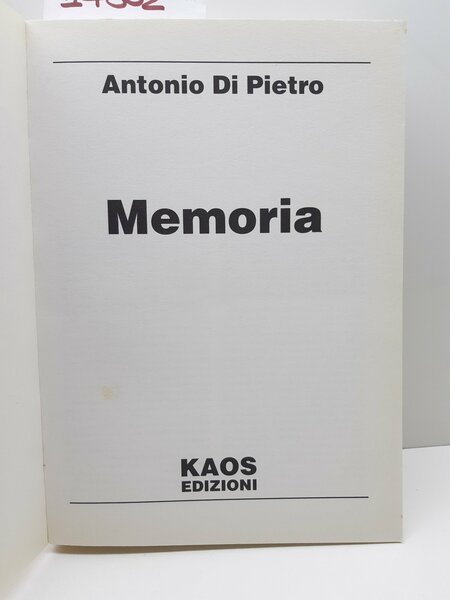 Antonio Di Pietro
Memoria
KAOS
EDIZIONI